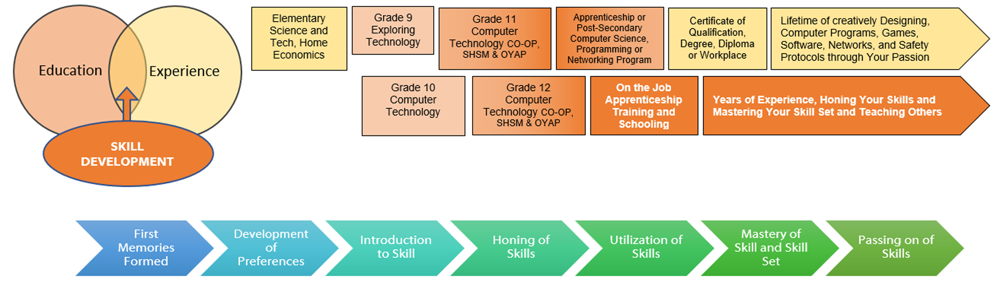 Education
Experience
SKILL
DEVELOPMENT
Elementary
Science and
Tech, Home
Economics
Grade 9
Exploring
Technology
Grade 11
Computer
Technology CO-OP,
SHSM & OYAP
Apprenticeship or
Post-Secondary
Computer Science,
Programming or
Networking Program
Certificate of
Qualification,
Degree, Diploma
or Workplace
Lifetime of creatively Designing,
Computer Programs, Games,
Software, Networks, and Safety
Protocols through Your Passion
Grade 10
Computer
Technology
Grade 12
Computer
Technology CO-OP,
SHSM & OYAP
On the Job
Apprenticeship
Training and
Schooling
Years of Experience, Honing Your Skills and
Mastering Your Skill Set and Teaching Others
First
Memories
Formed
Development
of
Preferences
Introduction
to Skill
Honing of
Skills
Utilization of
Skills
Mastery of
Skill and Skill
Set
Passing on of
Skills